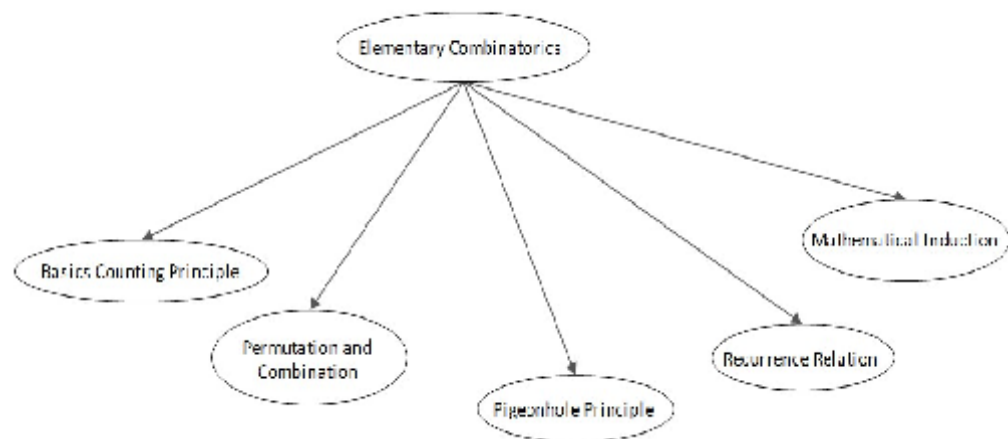 Elementary Combinatorics
Mathematical Induction
Basics Counting Principle
Permutation and
Combination
Recurrence Relation
Pigeonhole Principle